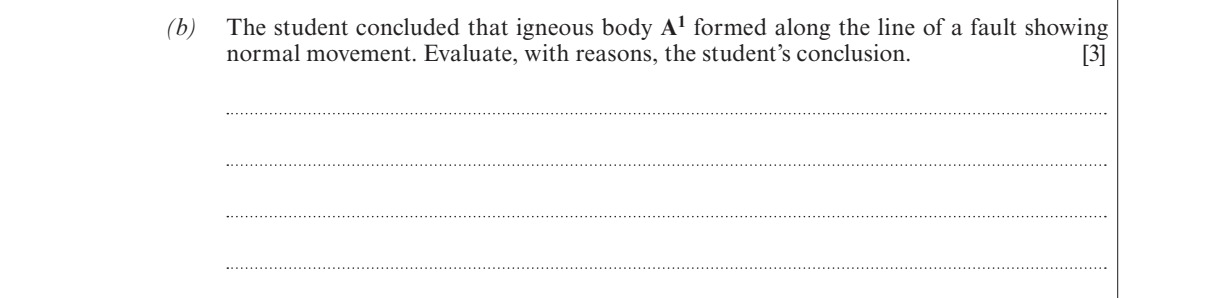 (b) The student concluded that igneous body A¹ formed along the line of a fault showing
normal movement. Evaluate, with reasons, the student's conclusion. [3]